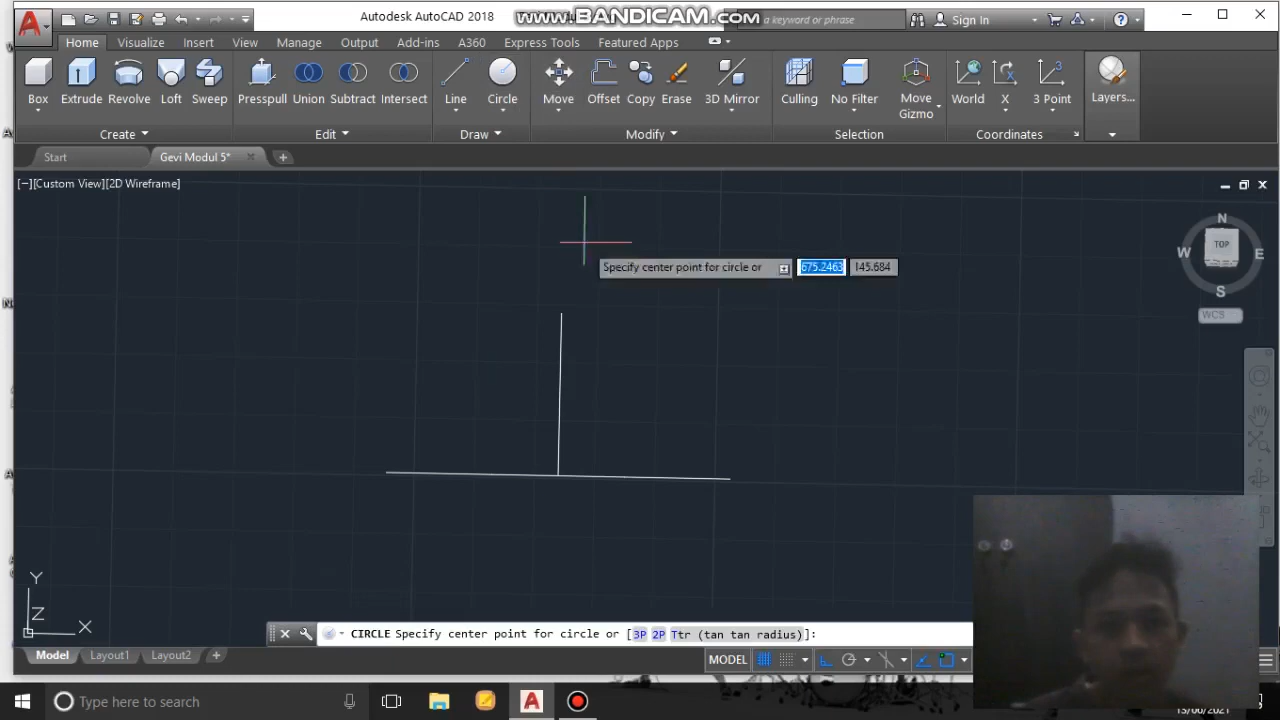 Autodesk AutoCAD 2018
www.BANDICAM.com
a keyword or phrase
Sign In
Home Visualize Insert View Manage Output Add-ins A360 Express Tools Featured Apps
Box Extrude Revolve Loft Sweep Presspull Union Subtract Intersect Line Circle Move Offset Copy Erase 3D Mirror Culling No Filter Move Gizmo World X 3 Point Layers...
Create Edit Draw Modify Selection Coordinates
Start Gevi Modul 5*
[−][Custom View][2D Wireframe]
N
W TOP E
S
WCS
Specify center point for circle or 675.2463 145.684
Y
Z
X
CIRCLE Specify center point for circle or [3P 2P Ttr (tan tan radius)]:
Model Layout1 Layout2
MODEL
Type here to search
13/06/2021